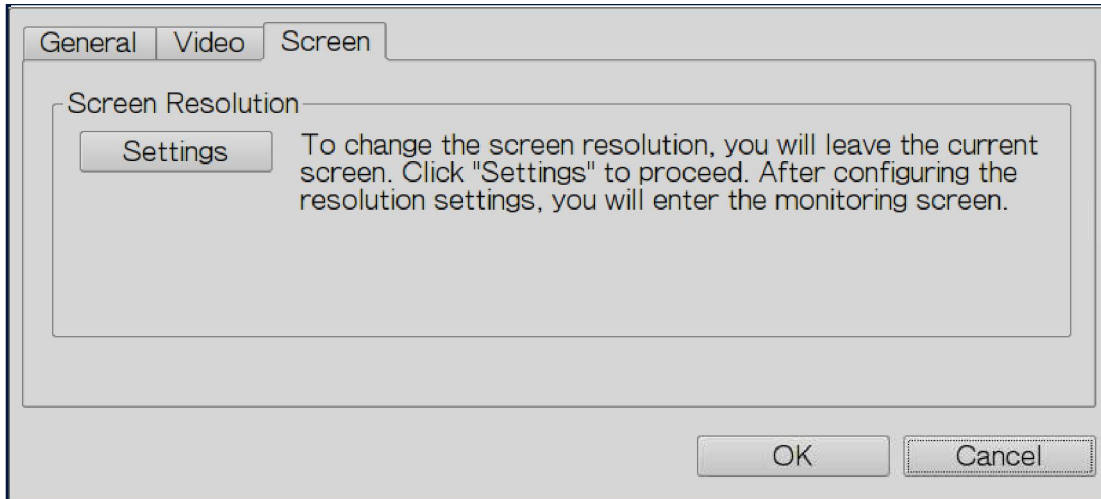 General Video Screen
Screen Resolution
Settings
To change the screen resolution, you will leave the current
screen. Click "Settings" to proceed. After configuring the
resolution settings, you will enter the monitoring screen.
OK Cancel